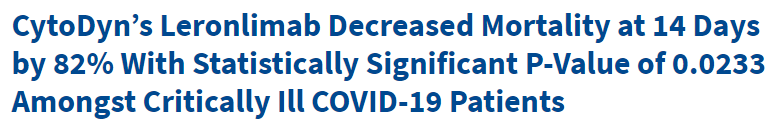 CytoDyn’s Leronlimab Decreased Mortality at 14 Days
by 82% With Statistically Significant P-Value of 0.0233
Amongst Critically Ill COVID-19 Patients